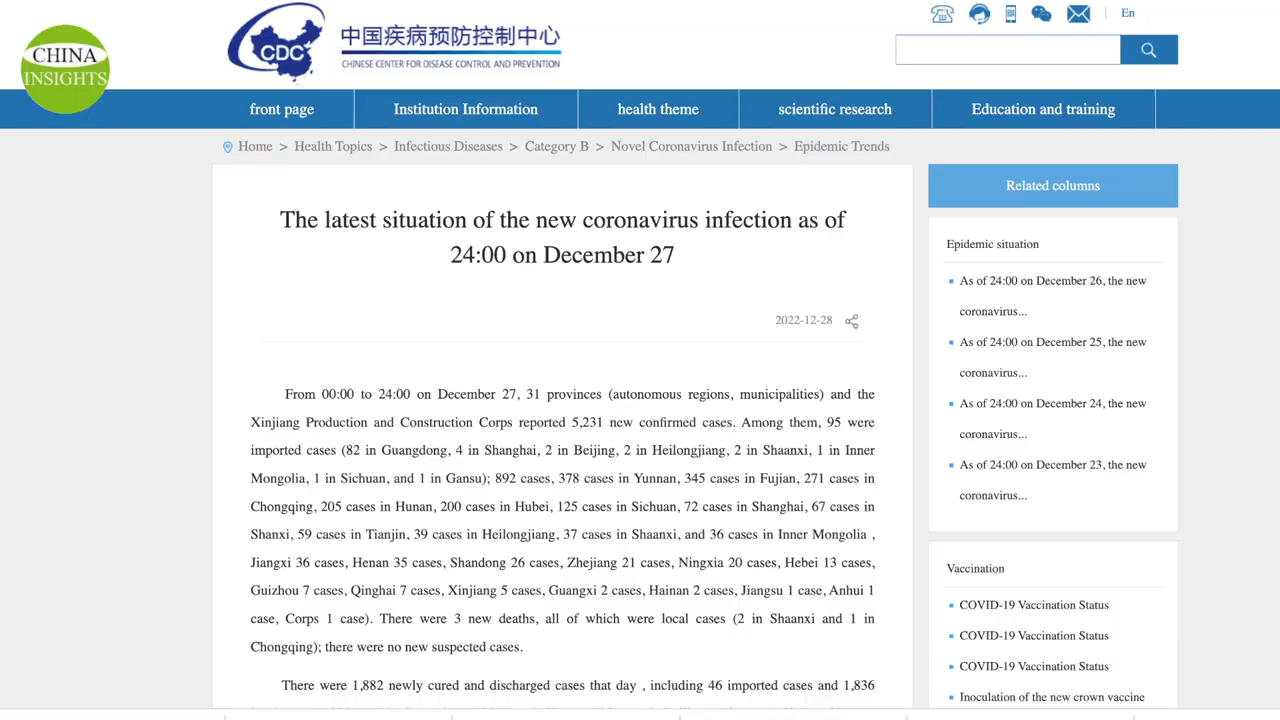 En
CHINA
INSIGHTS
CDC
中国疾病预防控制中心
CHINESE CENTER FOR DISEASE CONTROL AND PREVENTION
front page
Institution Information
health theme
scientific research
Education and training
Home > Health Topics > Infectious Diseases > Category B > Novel Coronavirus Infection > Epidemic Trends
The latest situation of the new coronavirus infection as of
24:00 on December 27
2022-12-28
From 00:00 to 24:00 on December 27, 31 provinces (autonomous regions, municipalities) and the
Xinjiang Production and Construction Corps reported 5,231 new confirmed cases. Among them, 95 were
imported cases (82 in Guangdong, 4 in Shanghai, 2 in Beijing, 2 in Heilongjiang, 2 in Shaanxi, 1 in Inner
Mongolia, 1 in Sichuan, and 1 in Gansu); 892 cases, 378 cases in Yunnan, 345 cases in Fujian, 271 cases in
Chongqing, 205 cases in Hunan, 200 cases in Hubei, 125 cases in Sichuan, 72 cases in Shanghai, 67 cases in
Shanxi, 59 cases in Tianjin, 39 cases in Heilongjiang, 37 cases in Shaanxi, and 36 cases in Inner Mongolia ,
Jiangxi 36 cases, Henan 35 cases, Shandong 26 cases, Zhejiang 21 cases, Ningxia 20 cases, Hebei 13 cases,
Guizhou 7 cases, Qinghai 7 cases, Xinjiang 5 cases, Guangxi 2 cases, Hainan 2 cases, Jiangsu 1 case, Anhui 1
case, Corps 1 case). There were 3 new deaths, all of which were local cases (2 in Shaanxi and 1 in
Chongqing); there were no new suspected cases.
There were 1,882 newly cured and discharged cases that day , including 46 imported cases and 1,836
Related columns
Epidemic situation
As of 24:00 on December 26, the new
coronavirus...
As of 24:00 on December 25, the new
coronavirus...
As of 24:00 on December 24, the new
coronavirus...
As of 24:00 on December 23, the new
coronavirus...
Vaccination
COVID-19 Vaccination Status
COVID-19 Vaccination Status
COVID-19 Vaccination Status
Inoculation of the new crown vaccine